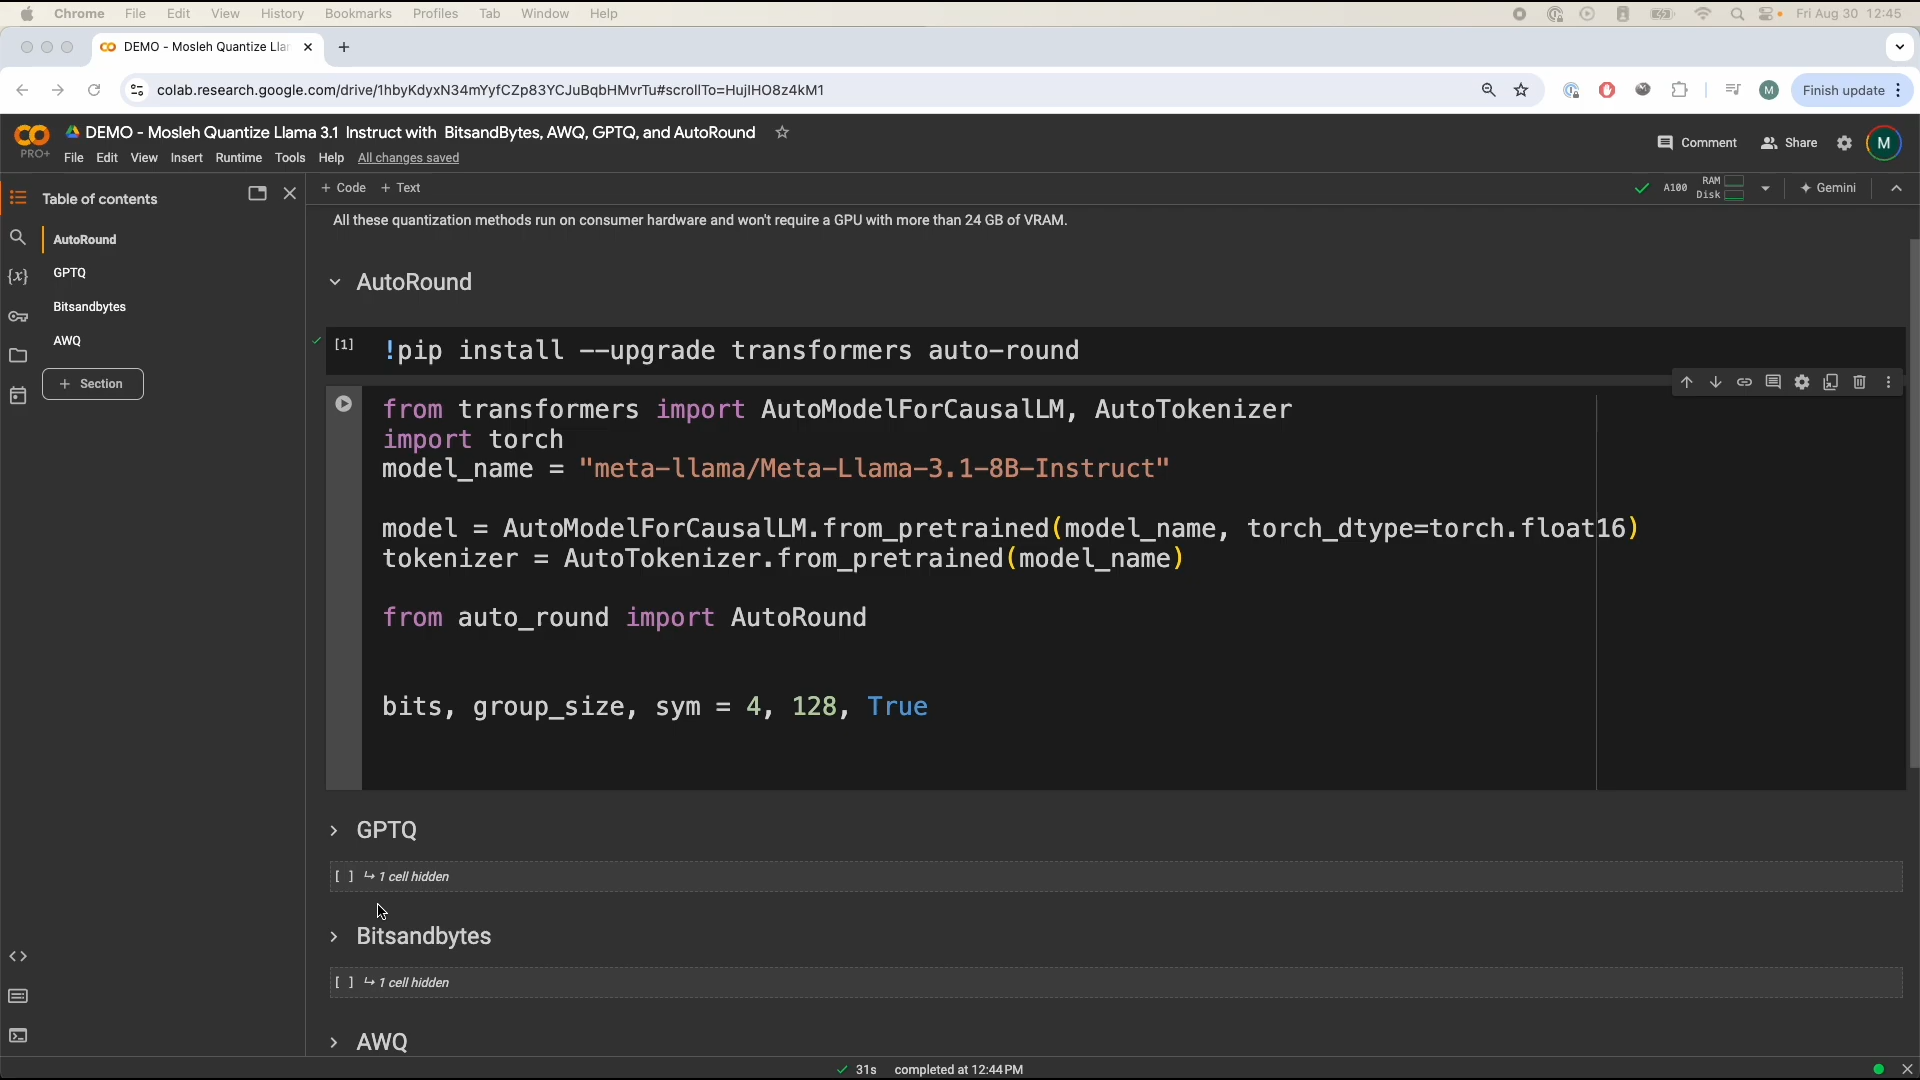 Chrome File Edit View History Bookmarks Profiles Tab Window Help Fri Aug 30 12:45
DEMO - Mosleh Quantize Llar
colab.research.google.com/drive/1hbyKdyxN34mYyfCZp83YCJuBqbHMvrTu#scrollTo=HujlHO8z4kM1
M
Finish update
PRO+
DEMO - Mosleh Quantize Llama 3.1 Instruct with BitsandBytes, AWQ, GPTQ, and AutoRound
File Edit View Insert Runtime Tools Help All changes saved
Comment Share M
Table of contents
AutoRound
GPTQ
Bitsandbytes
AWQ
+ Section
+ Code + Text
A100 RAM
Disk
Gemini
All these quantization methods run on consumer hardware and won't require a GPU with more than 24 GB of VRAM.
AutoRound
[1] !pip install --upgrade transformers auto-round
from transformers import AutoModelForCausalLM, AutoTokenizer
import torch
model_name = "meta-llama/Meta-Llama-3.1-8B-Instruct"
model = AutoModelForCausalLM.from_pretrained(model_name, torch_dtype=torch.float16)
tokenizer = AutoTokenizer.from_pretrained(model_name)
from auto_round import AutoRound
bits, group_size, sym = 4, 128, True
GPTQ
[ ] ↳ 1 cell hidden
Bitsandbytes
[ ] ↳ 1 cell hidden
AWQ
31s completed at 12:44 PM